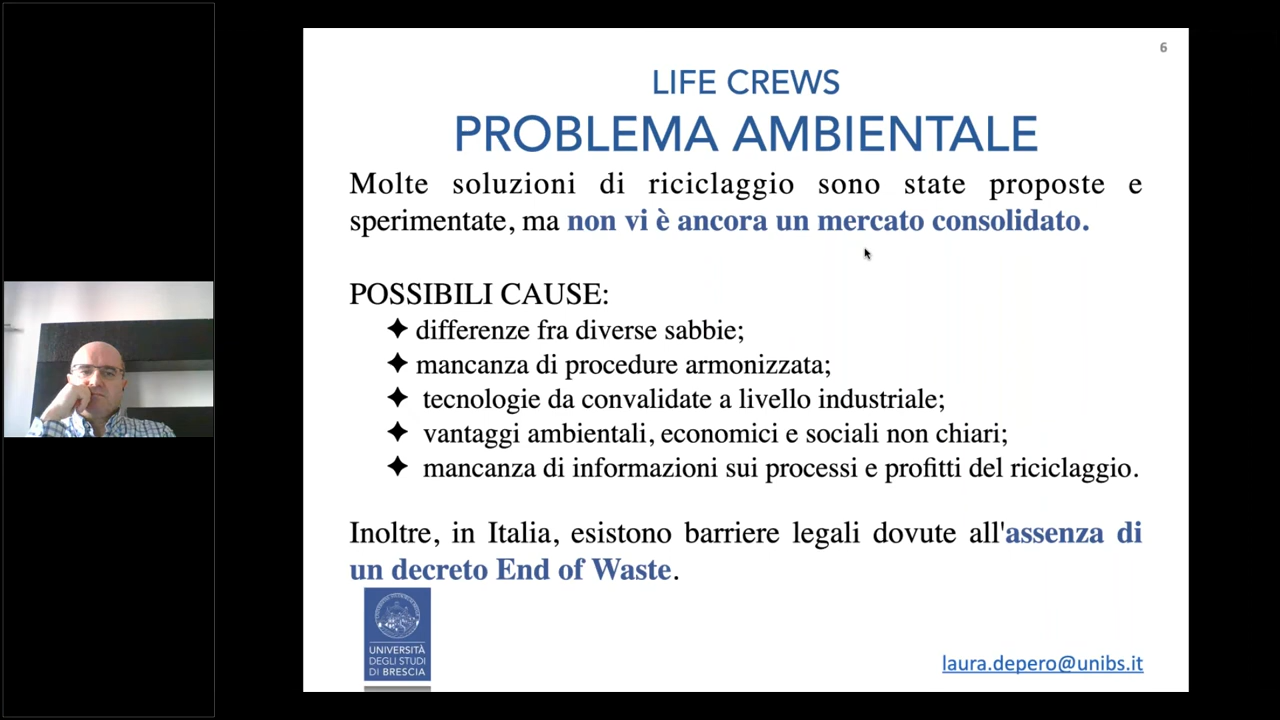 6
LIFE CREWS
PROBLEMA AMBIENTALE
Molte soluzioni di riciclaggio sono state proposte e
sperimentate, ma non vi è ancora un mercato consolidato.
POSSIBILI CAUSE:
✦ differenze fra diverse sabbie;
✦ mancanza di procedure armonizzata;
✦ tecnologie da convalidate a livello industriale;
✦ vantaggi ambientali, economici e sociali non chiari;
✦ mancanza di informazioni sui processi e profitti del riciclaggio.
Inoltre, in Italia, esistono barriere legali dovute all'assenza di
un decreto End of Waste.
UNIVERSITÀ
DEGLI STUDI
DI BRESCIA
laura.depero@unibs.it